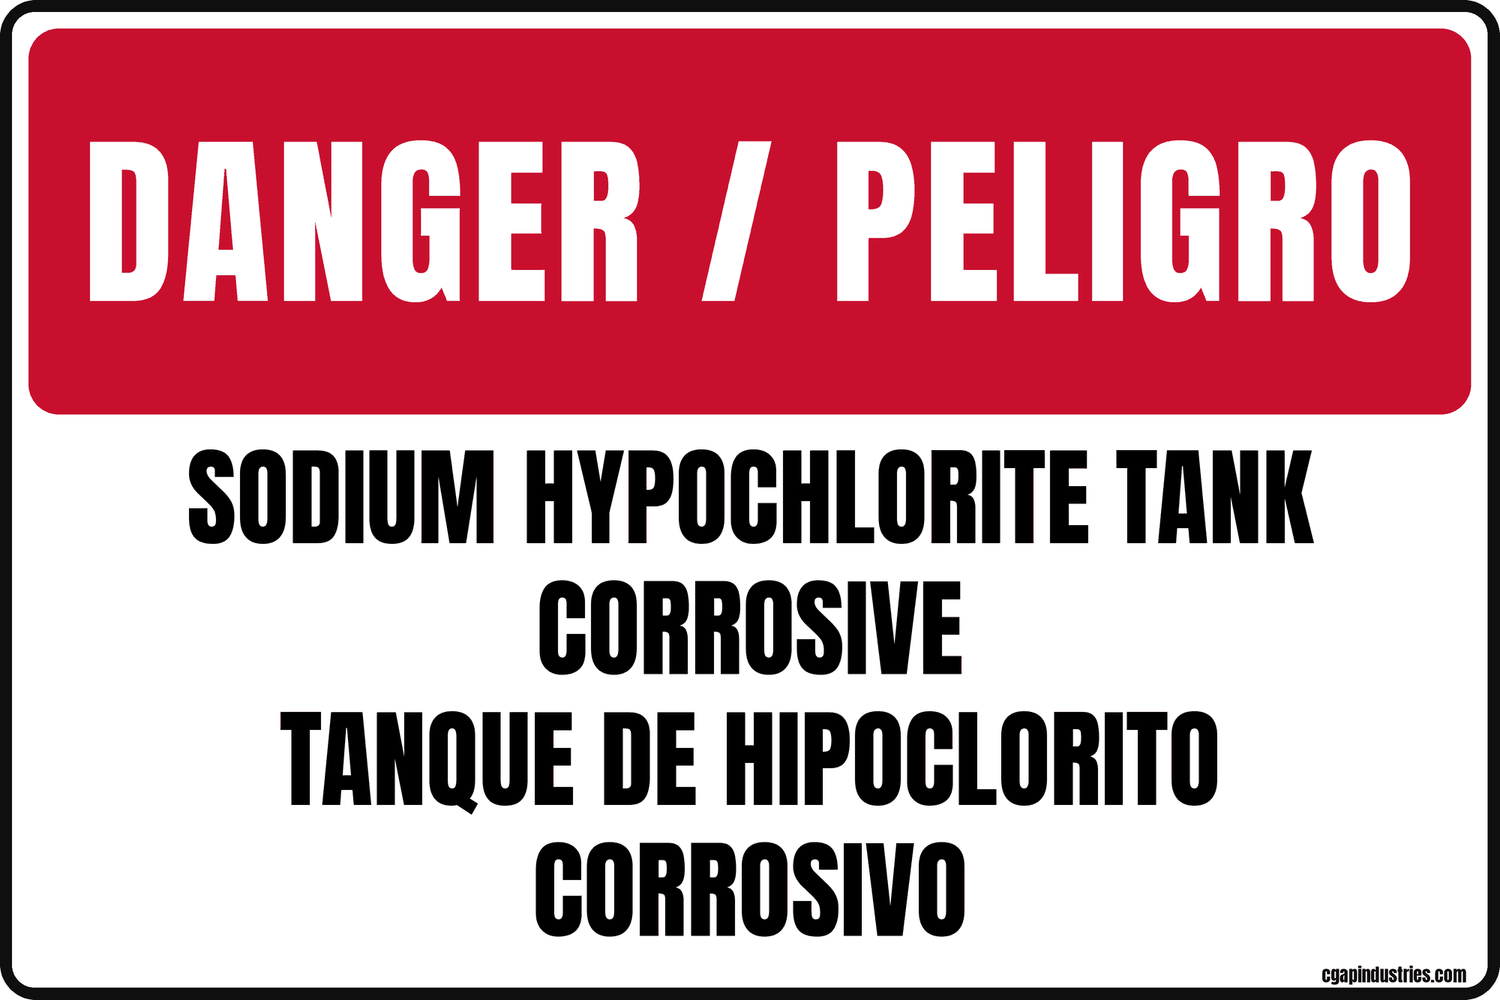 DANGER / PELIGRO
SODIUM HYPOCHLORITE TANK
CORROSIVE
TANQUE DE HIPOCLORITO
CORROSIVO
cgapindustries.com